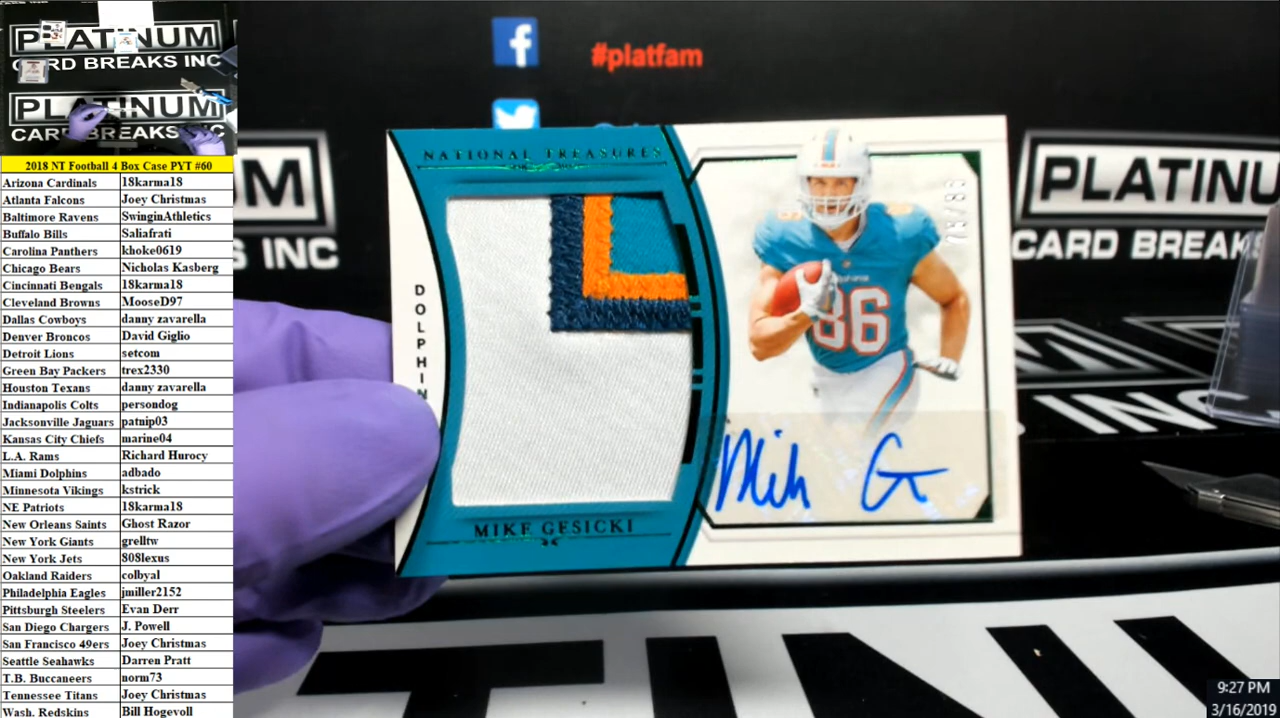 PLATINUM
CARD BREAKS INC
PLATINUM
CARD BREAKS INC
2018 NT Football 4 Box Case PYT #60
Arizona Cardinals 18karma18
Atlanta Falcons Joey Christmas
Baltimore Ravens SwinginAthletics
Buffalo Bills Saliafrati
Carolina Panthers khoke0619
Chicago Bears Nicholas Kasberg
Cincinnati Bengals 18karma18
Cleveland Browns MooseD97
Dallas Cowboys danny zavarella
Denver Broncos David Giglio
Detroit Lions setcom
Green Bay Packers trex2330
Houston Texans danny zavarella
Indianapolis Colts persondog
Jacksonville Jaguars patnip03
Kansas City Chiefs marine04
L.A. Rams Richard Hurocy
Miami Dolphins adbado
Minnesota Vikings kstrick
NE Patriots 18karma18
New Orleans Saints Ghost Razor
New York Giants grelltw
New York Jets 808lexus
Oakland Raiders colbyal
Philadelphia Eagles jmiller2152
Pittsburgh Steelers Evan Derr
San Diego Chargers J. Powell
San Francisco 49ers Joey Christmas
Seattle Seahawks Darren Pratt
T.B. Buccaneers norm73
Tennessee Titans Joey Christmas
Wash. Redskins Bill Hogevoll
#platfam
M
INC
PLATINU
CARD BREAKS
NATIONAL TREASURES
DOLPHIN
MIKE GESICKI
86
Mik G
INC
TINU
9:27 PM
3/16/2019